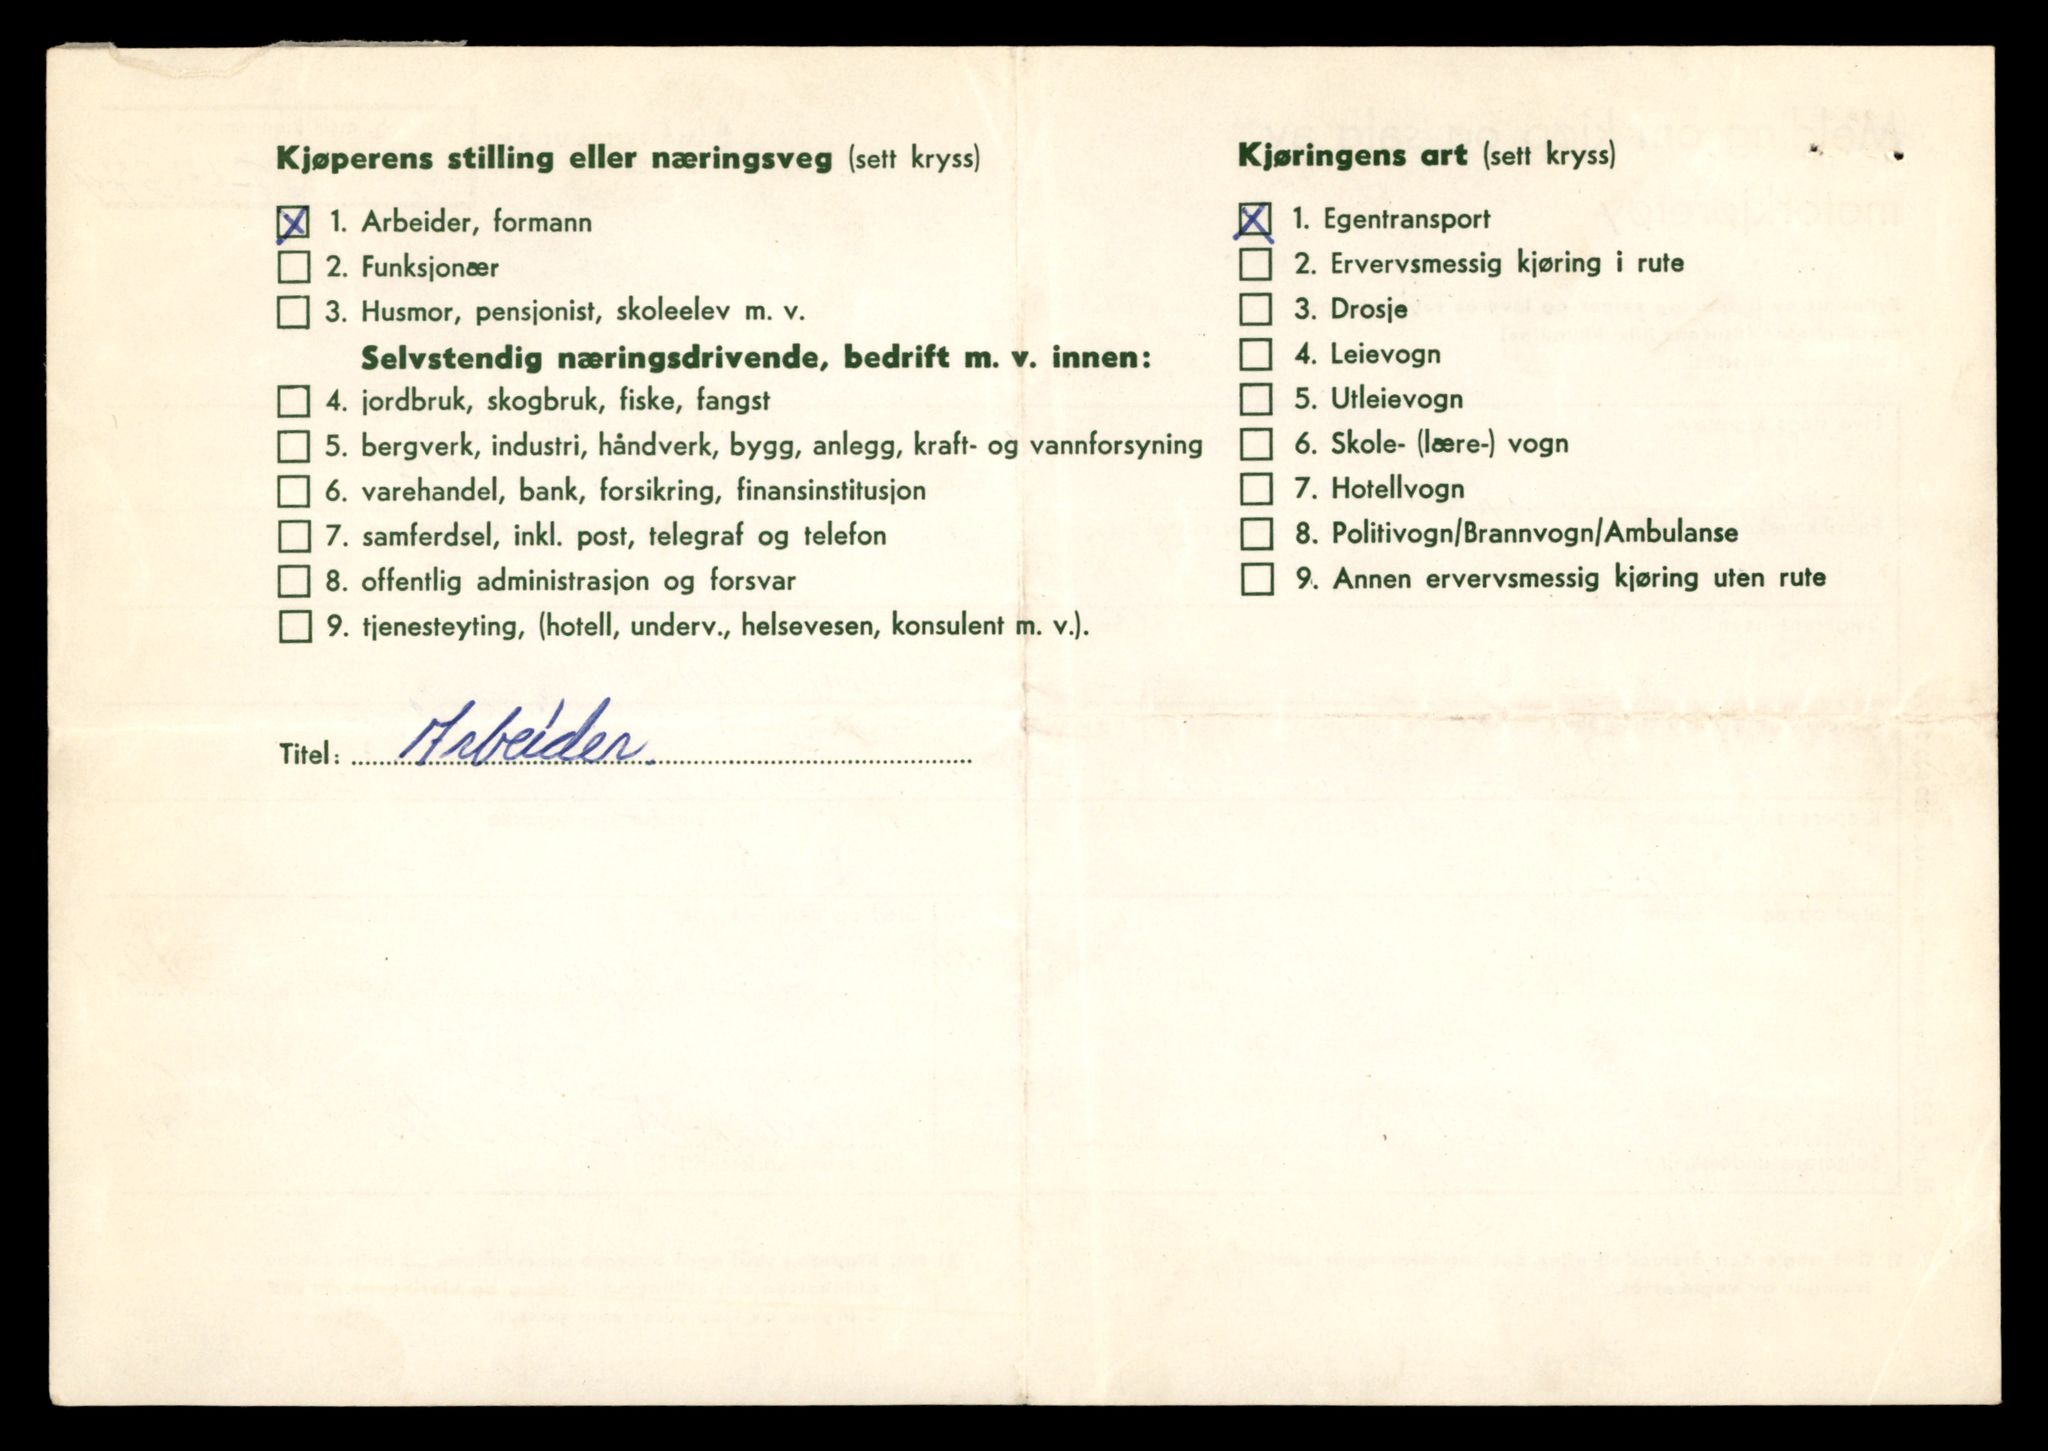 Kjøperens stilling eller næringsveg (sett kryss)
1. Arbeider, formann
2. Funksjonær
3. Husmor, pensjonist, skoleelev m. v.
Selvstendig næringsdrivende, bedrift m. v. innen:
4. jordbruk, skogbruk, fiske, fangst
5. bergverk, industri, håndverk, bygg, anlegg, kraft- og vannforsyning
6. varehandel, bank, forsikring, finansinstitusjon
7. samferdsel, inkl. post, telegraf og telefon
8. offentlig administrasjon og forsvar
9. tjenesteyting, (hotell, underv., helsevesen, konsulent m. v.).
Titel: Arbeider.
Kjøringens art (sett kryss)
1. Egentransport
2. Ervervsmessig kjøring i rute
3. Drosje
4. Leievogn
5. Utleievogn
6. Skole- (lære-) vogn
7. Hotellvogn
8. Politivogn/Brannvogn/Ambulanse
9. Annen ervervsmessig kjøring uten rute